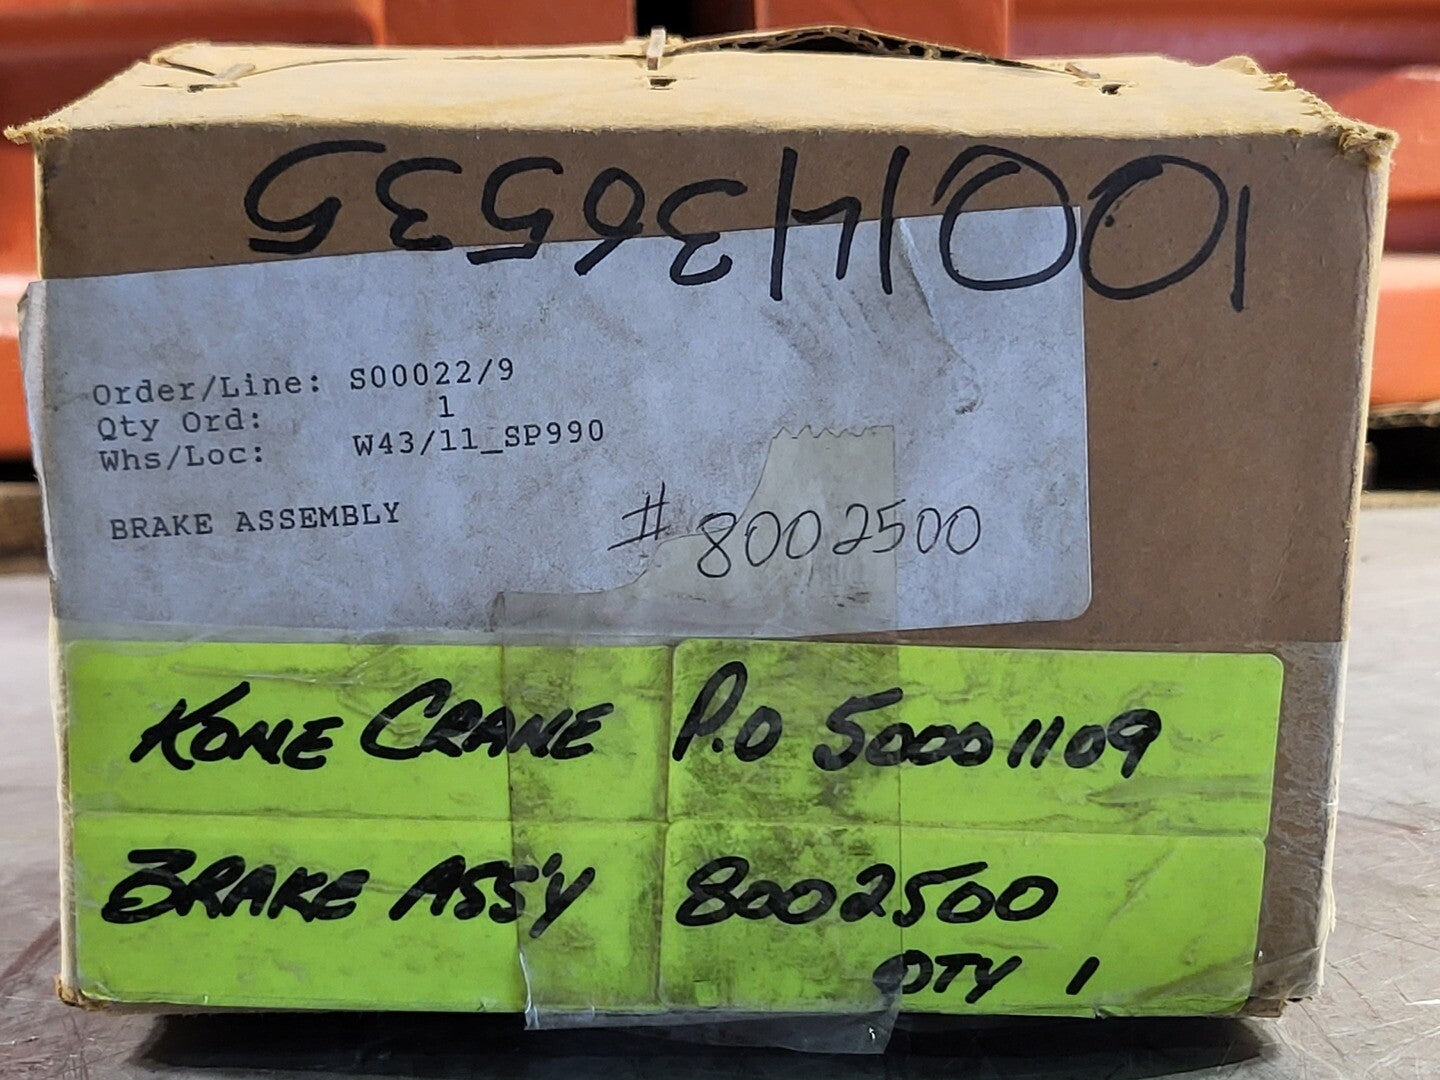 10014136535
Order/Line: S00022/9
Qty Ord: 1
Whs/Loc: W43/11_SP990
BRAKE ASSEMBLY
# 8002500
KONE CRANE P.O 50001109
BRAKE ASS'Y 8002500
QTY 1